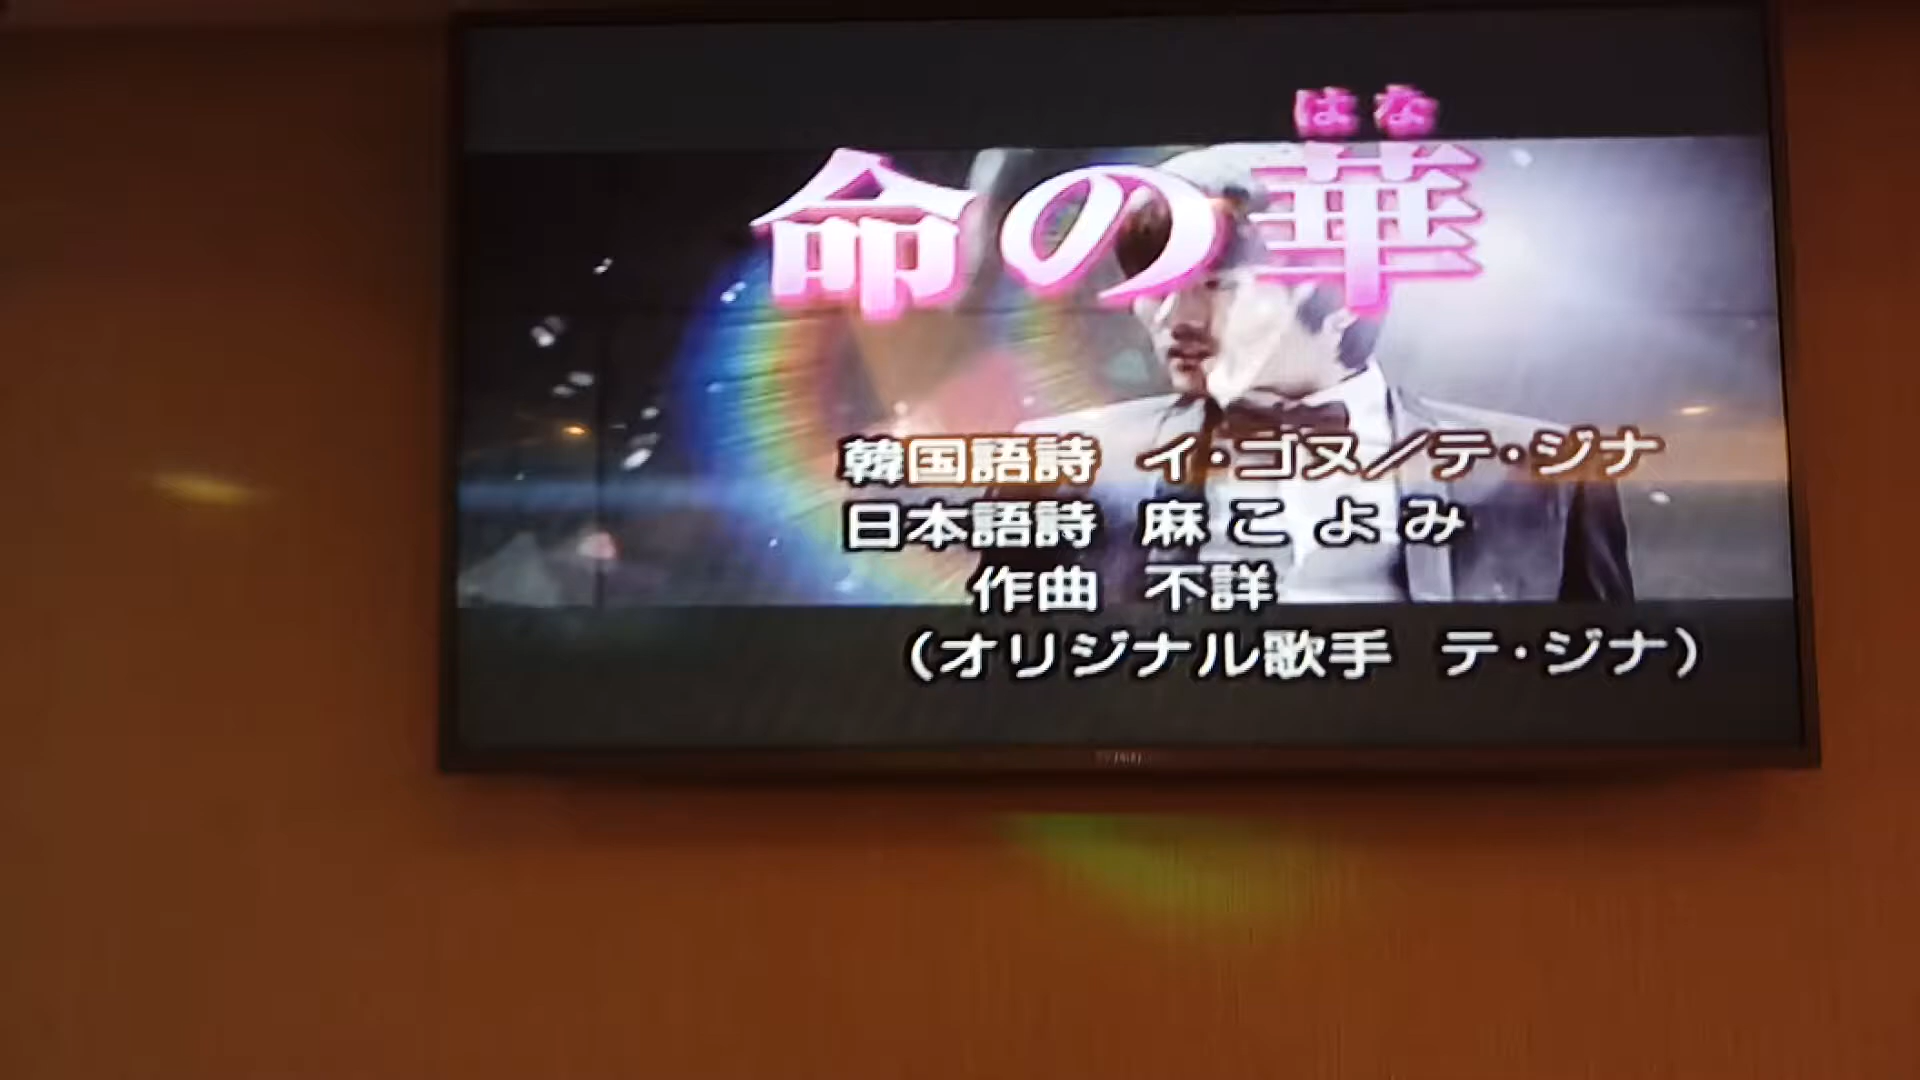 はな
命の華
韓国語詩 イ・ゴヌ/テ・ジナ
日本語詩 麻こよみ
作曲 不詳
(オリジナル歌手 テ・ジナ)